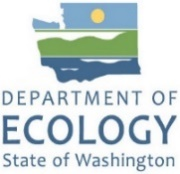 DEPARTMENT OF
ECOLOGY
State of Washington